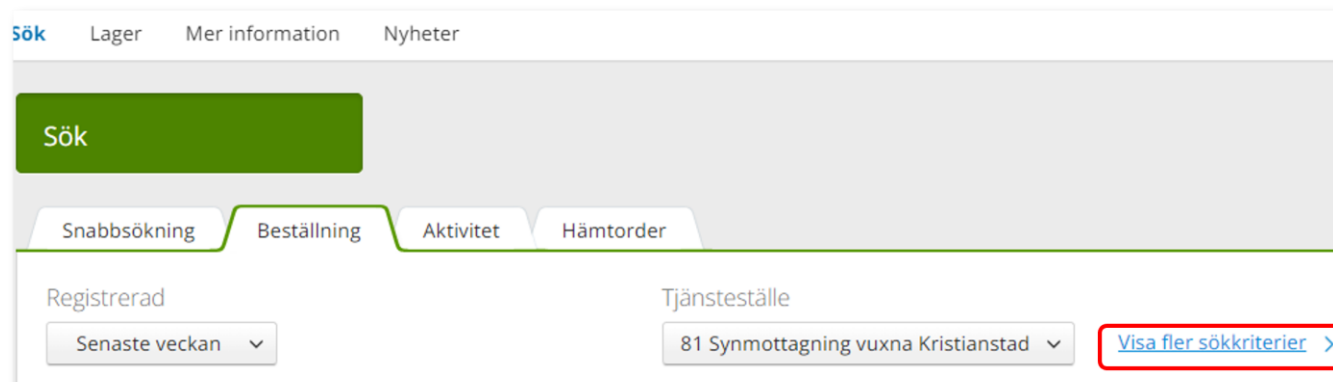 Sök Lager Mer information Nyheter
Sök
Snabbsökning Beställning Aktivitet Hämtorder
Registrerad Tjänsteställe
Senaste veckan 81 Synmottagning vuxna Kristianstad Visa fler sökkriterier